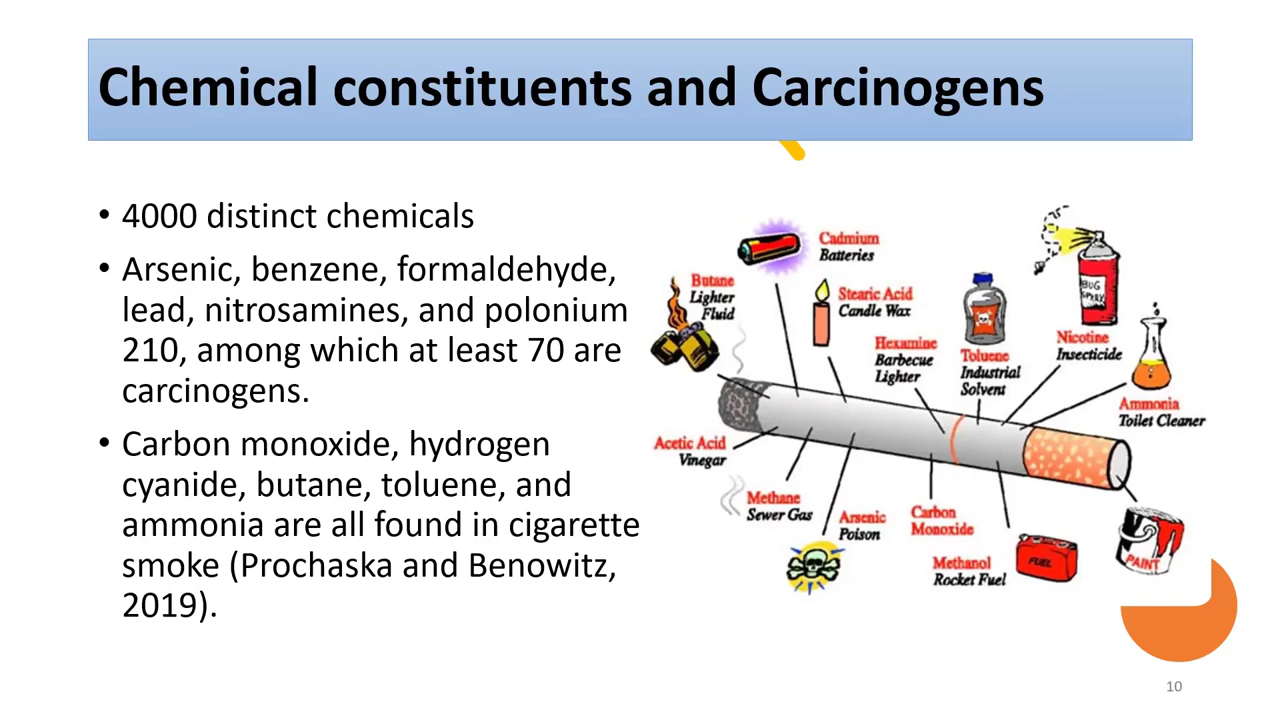 Chemical constituents and Carcinogens
• 4000 distinct chemicals
• Arsenic, benzene, formaldehyde,
lead, nitrosamines, and polonium
210, among which at least 70 are
carcinogens.
• Carbon monoxide, hydrogen
cyanide, butane, toluene, and
ammonia are all found in cigarette
smoke (Prochaska and Benowitz,
2019).
Cadmium
Batteries
Butane
Lighter
Fluid
Stearic Acid
Candle Wax
Hexamine
Barbecue
Lighter
Toluene
Industrial
Solvent
BUG
SPRAY
Nicotine
Insecticide
Ammonia
Toilet Cleaner
Acetic Acid
Vinegar
Methane
Sewer Gas
Arsenic
Poison
Carbon
Monoxide
Methanol
Rocket Fuel
FUEL
PAINT
10